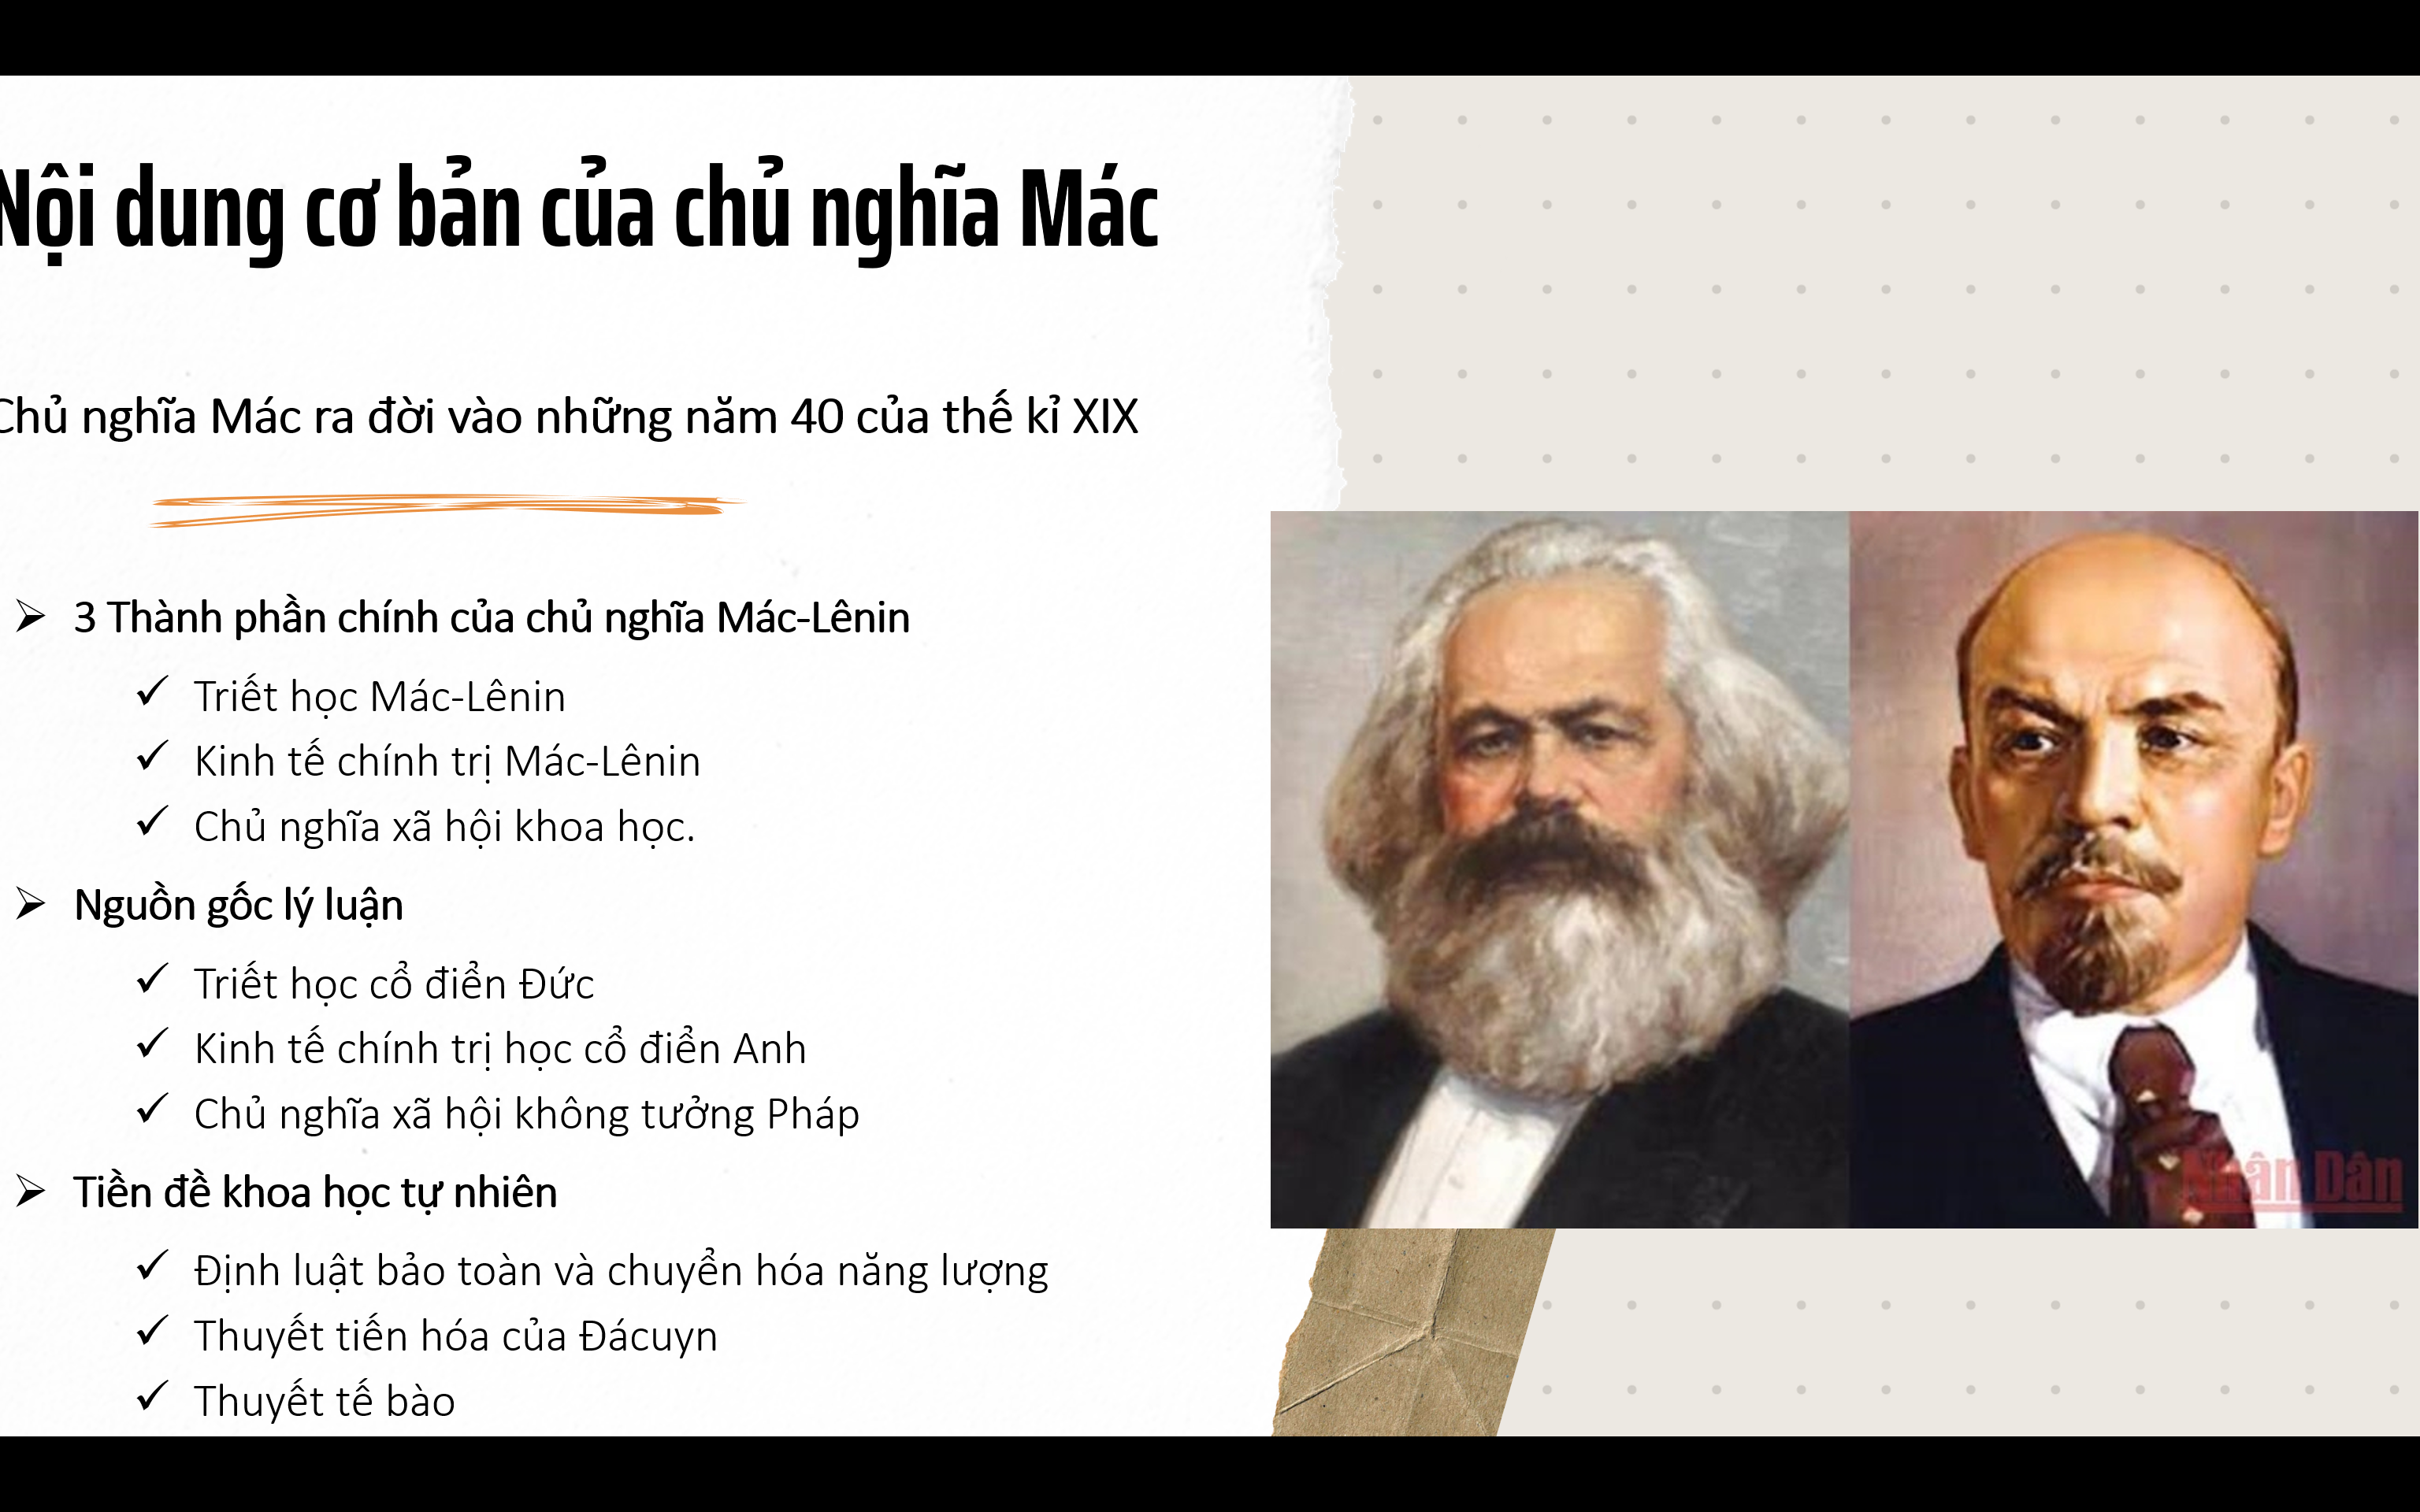 Nội dung cơ bản của chủ nghĩa Mác
Chủ nghĩa Mác ra đời vào những năm 40 của thế kỉ XIX
3 Thành phần chính của chủ nghĩa Mác-Lênin
Triết học Mác-Lênin
Kinh tế chính trị Mác-Lênin
Chủ nghĩa xã hội khoa học.
Nguồn gốc lý luận
Triết học cổ điển Đức
Kinh tế chính trị học cổ điển Anh
Chủ nghĩa xã hội không tưởng Pháp
Tiền đề khoa học tự nhiên
Định luật bảo toàn và chuyển hóa năng lượng
Thuyết tiến hóa của Đácuyn
Thuyết tế bào
Nhân Dân